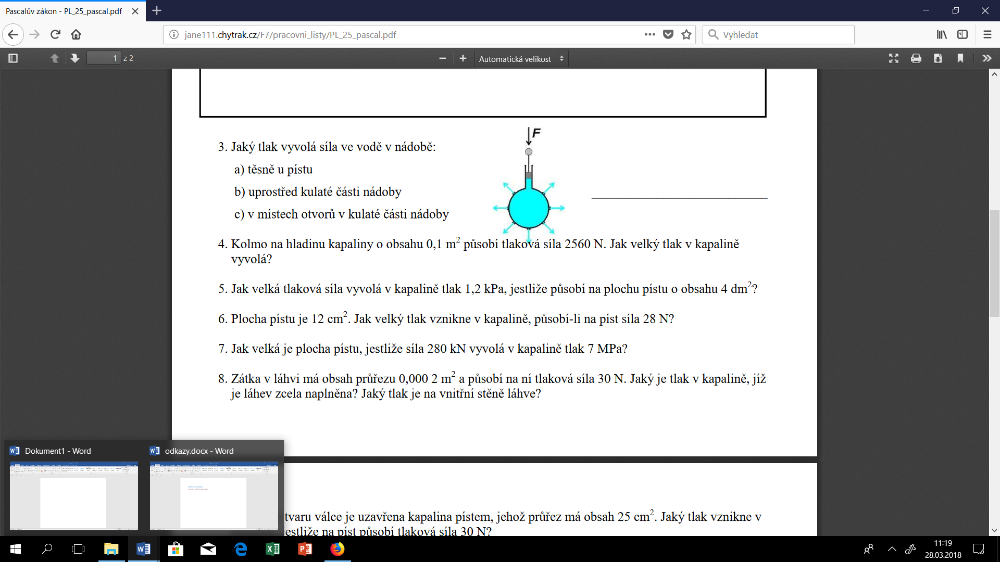 Pascalův zákon - PL_25_pascal.pdf
jane111.chytrak.cz/F7/pracovni_listy/PL_25_pascal.pdf
Vyhledat
1 z 2
Automatická velikost
F
3. Jaký tlak vyvolá síla ve vodě v nádobě:
a) těsně u pístu
b) uprostřed kulaté části nádoby
c) v místech otvorů v kulaté části nádoby
4. Kolmo na hladinu kapaliny o obsahu 0,1 m² působí tlaková síla 2560 N. Jak velký tlak v kapalině
vyvolá?
5. Jak velká tlaková síla vyvolá v kapalině tlak 1,2 kPa, jestliže působí na plochu pístu o obsahu 4 dm²?
6. Plocha pístu je 12 cm². Jak velký tlak vznikne v kapalině, působí-li na píst síla 28 N?
7. Jak velká je plocha pístu, jestliže síla 280 kN vyvolá v kapalině tlak 7 MPa?
8. Zátka v láhvi má obsah průřezu 0,000 2 m² a působí na ní tlaková síla 30 N. Jaký je tlak v kapalině, jíž
je láhev zcela naplněna? Jaký tlak je na vnitřní stěně láhve?
Dokument1 - Word
odkazy.docx - Word
tvaru válce je uzavřena kapalina pístem, jehož průřez má obsah 25 cm². Jaký tlak vznikne v
jestliže na píst působí tlaková síla 30 N?
11:19
28.03.2018